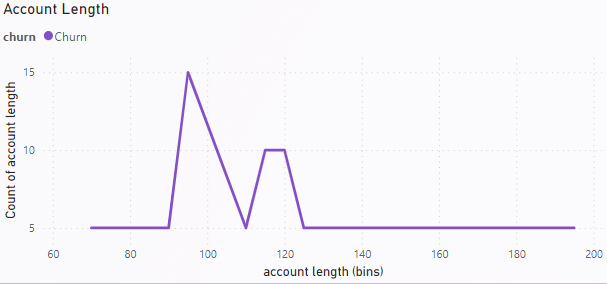 Account Length
churn Churn
Count of account length
15
10
5
60 80 100 120 140 160 180 200
account length (bins)